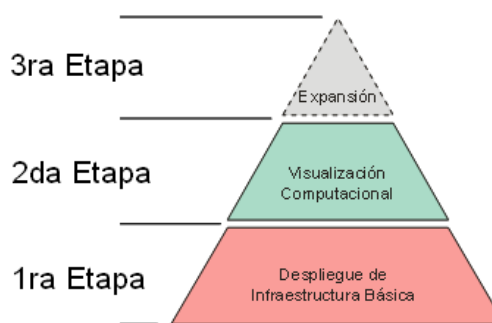 3ra Etapa
Expansión
2da Etapa
Visualización
Computacional
1ra Etapa
Despliegue de
Infraestructura Básica